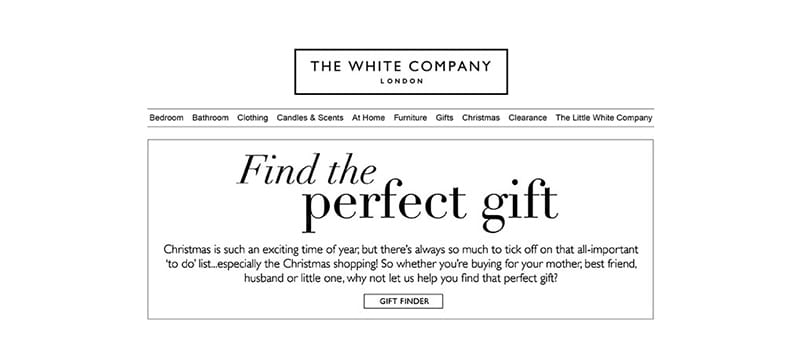 THE WHITE COMPANY
LONDON
Bedroom Bathroom Clothing Candles & Scents At Home Furniture Gifts Christmas Clearance The Little White Company
Find the
perfect gift
Christmas is such an exciting time of year, but there's always so much to tick off on that all-important
'to do' list...especially the Christmas shopping! So whether you're buying for your mother, best friend,
husband or little one, why not let us help you find that perfect gift?
GIFT FINDER